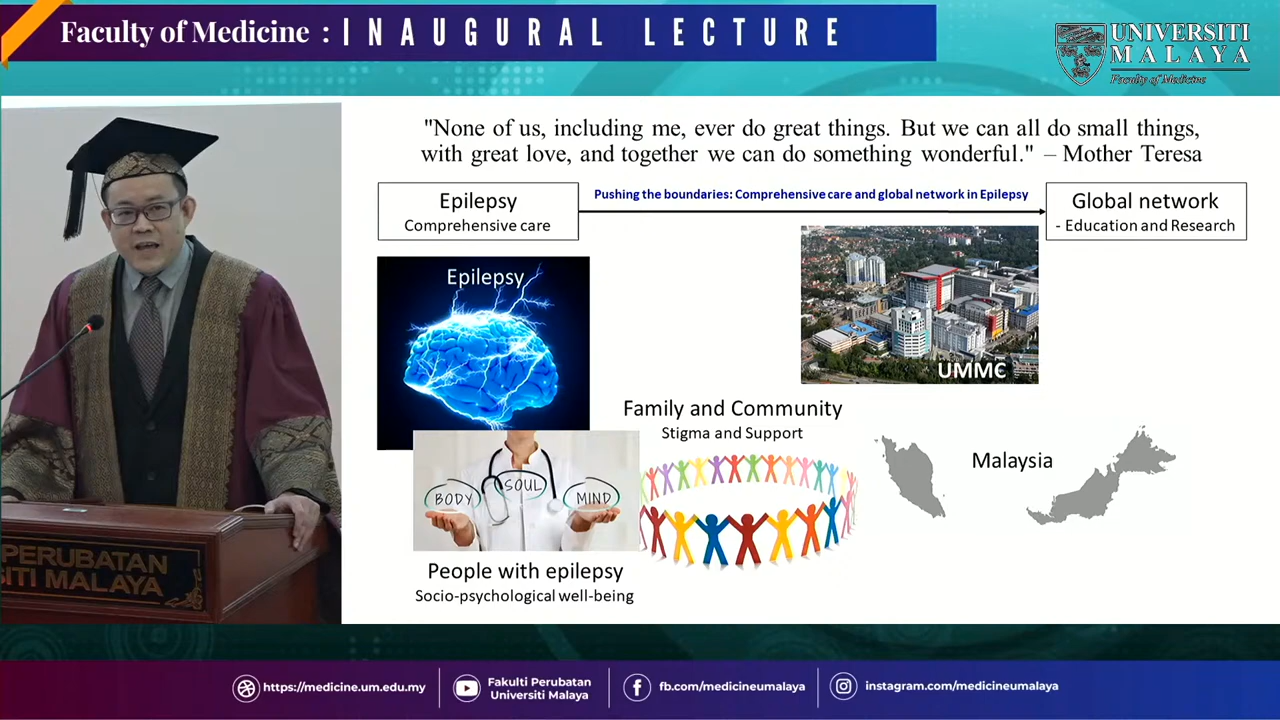 Faculty of Medicine : INAUGURAL LECTURE
UNIVERSITI
MALAYA
Faculty of Medicine
"None of us, including me, ever do great things. But we can all do small things,
with great love, and together we can do something wonderful." – Mother Teresa
Epilepsy
Comprehensive care
Pushing the boundaries: Comprehensive care and global network in Epilepsy
Global network
- Education and Research
Epilepsy
UMMC
Family and Community
Stigma and Support
Malaysia
BODY
SOUL
MIND
People with epilepsy
Socio-psychological well-being
PERUBATAN
SITI MALAYA
https://medicine.um.edu.my
Fakulti Perubatan
Universiti Malaya
fb.com/medicineumalaya
instagram.com/medicineumalaya